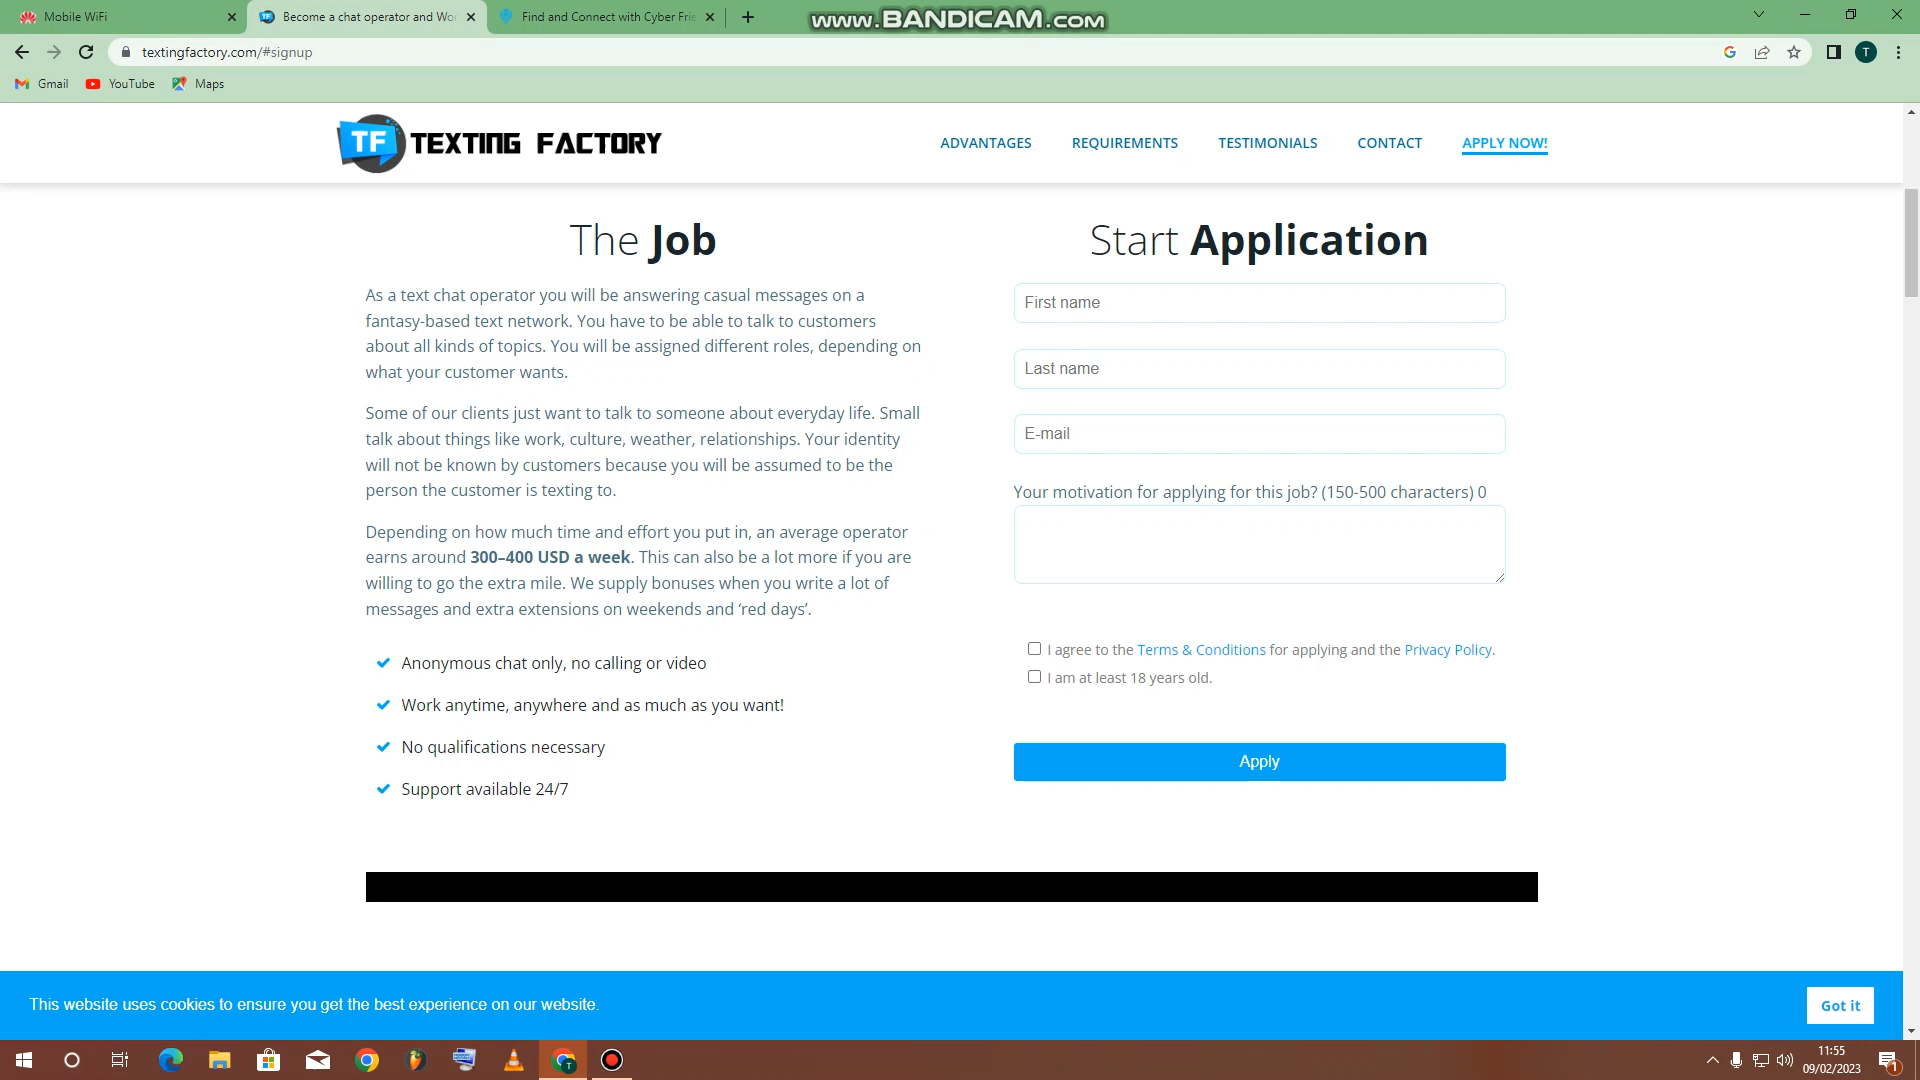 Mobile WiFi
Become a chat operator and Wor
Find and Connect with Cyber Frie
www.BANDICAM.com
textingfactory.com/#signup
T
Gmail
YouTube
Maps
TF TEXTING FACTORY
ADVANTAGES
REQUIREMENTS
TESTIMONIALS
CONTACT
APPLY NOW!
The Job
As a text chat operator you will be answering casual messages on a
fantasy-based text network. You have to be able to talk to customers
about all kinds of topics. You will be assigned different roles, depending on
what your customer wants.
Some of our clients just want to talk to someone about everyday life. Small
talk about things like work, culture, weather, relationships. Your identity
will not be known by customers because you will be assumed to be the
person the customer is texting to.
Depending on how much time and effort you put in, an average operator
earns around 300–400 USD a week. This can also be a lot more if you are
willing to go the extra mile. We supply bonuses when you write a lot of
messages and extra extensions on weekends and ‘red days’.
Anonymous chat only, no calling or video
Work anytime, anywhere and as much as you want!
No qualifications necessary
Support available 24/7
Start Application
First name
Last name
E-mail
Your motivation for applying for this job? (150-500 characters) 0
I agree to the Terms & Conditions for applying and the Privacy Policy.
I am at least 18 years old.
Apply
This website uses cookies to ensure you get the best experience on our website.
Got it
11:55
09/02/2023
1